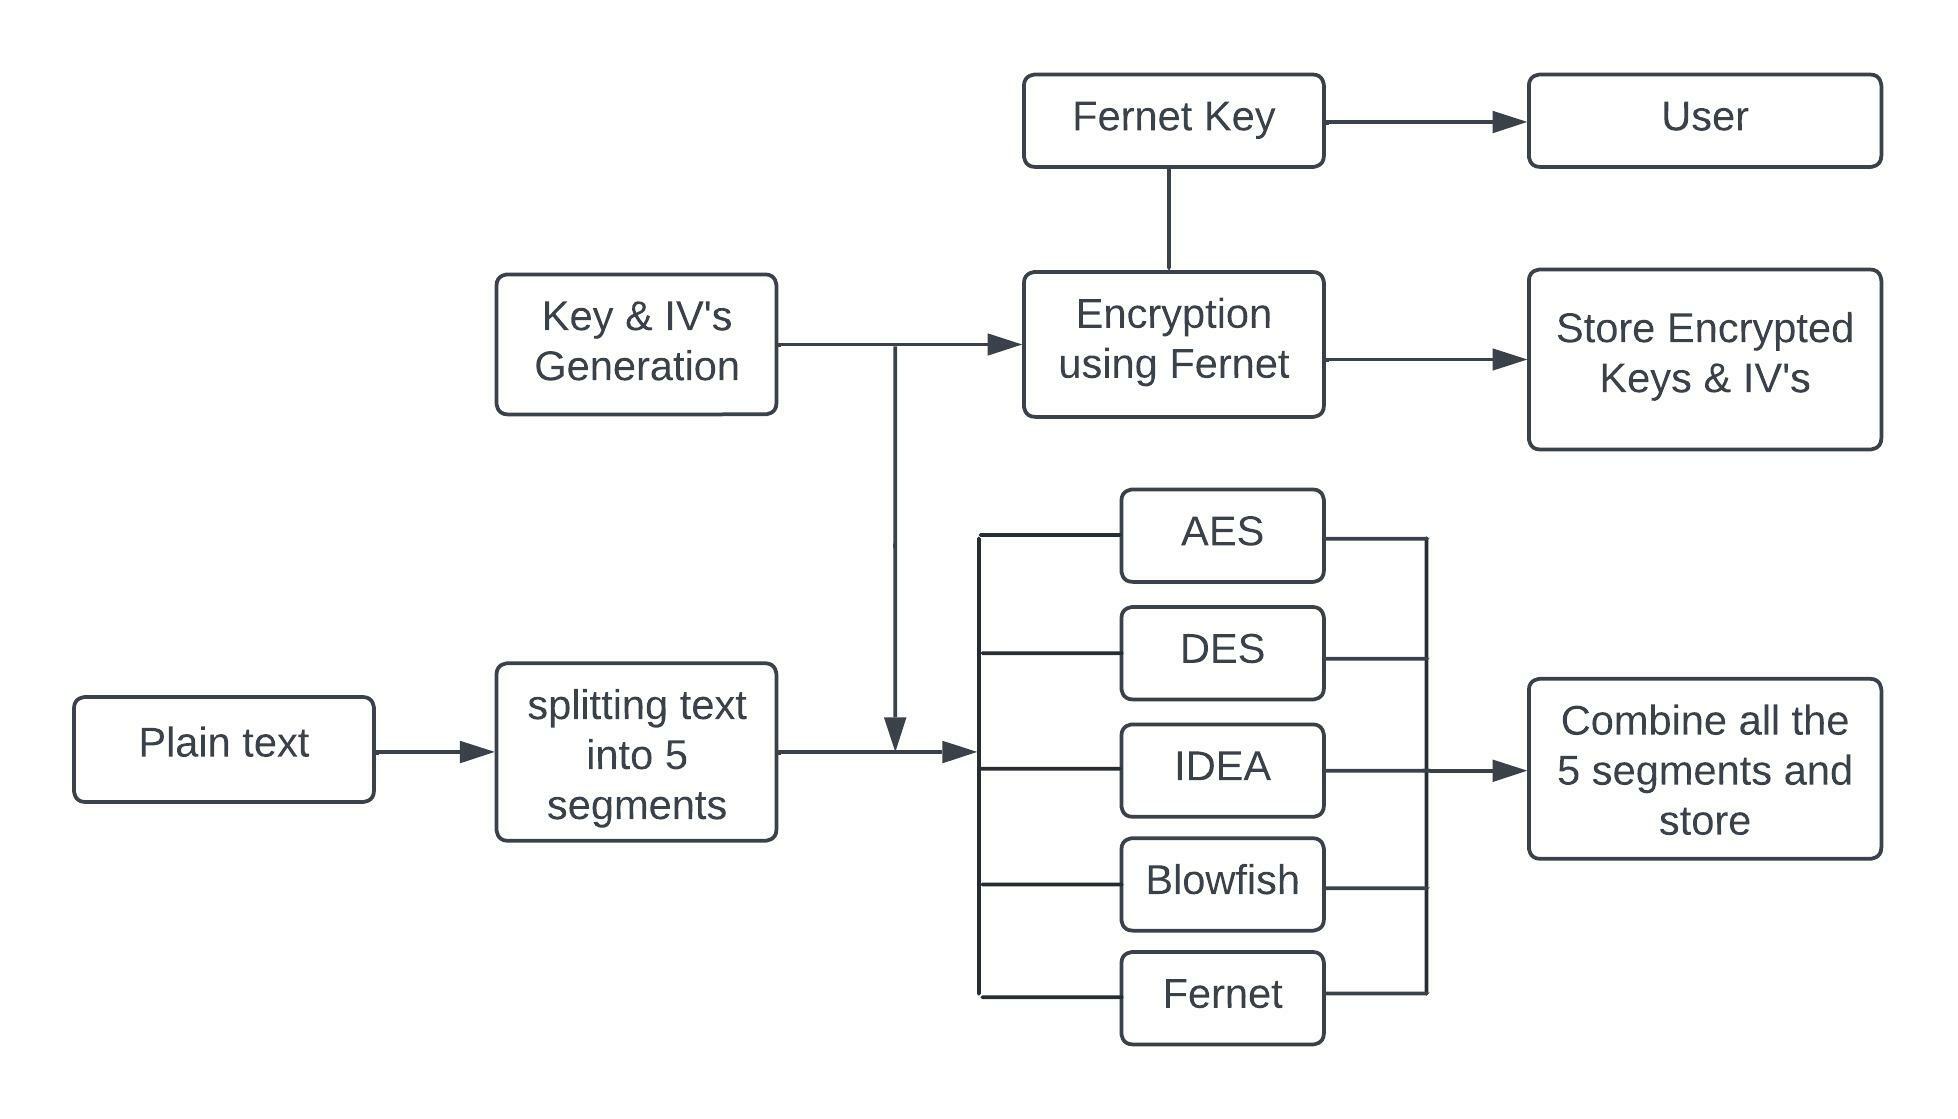 Fernet Key
User
Key & IV's
Generation
Encryption
using Fernet
Store Encrypted
Keys & IV's
AES
DES
IDEA
Blowfish
Fernet
Plain text
splitting text
into 5
segments
Combine all the
5 segments and
store